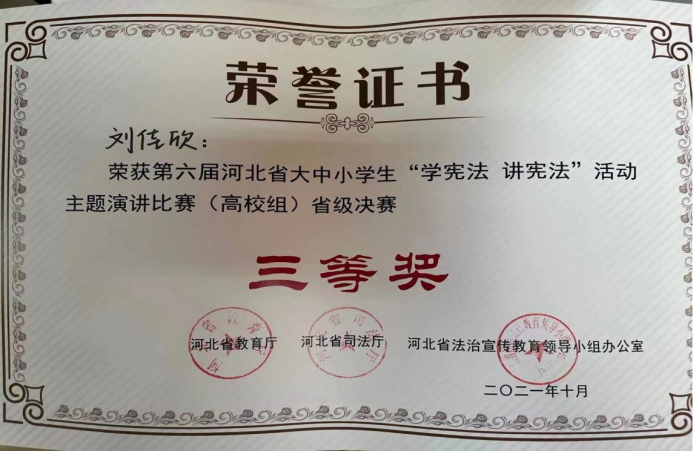 荣誉证书
刘佳欣：
荣获第六届河北省大中小学生“学宪法 讲宪法”活动
主题演讲比赛（高校组）省级决赛
三等奖
河北省教育厅 河北省司法厅 河北省法治宣传教育领导小组办公室
二〇二一年十月